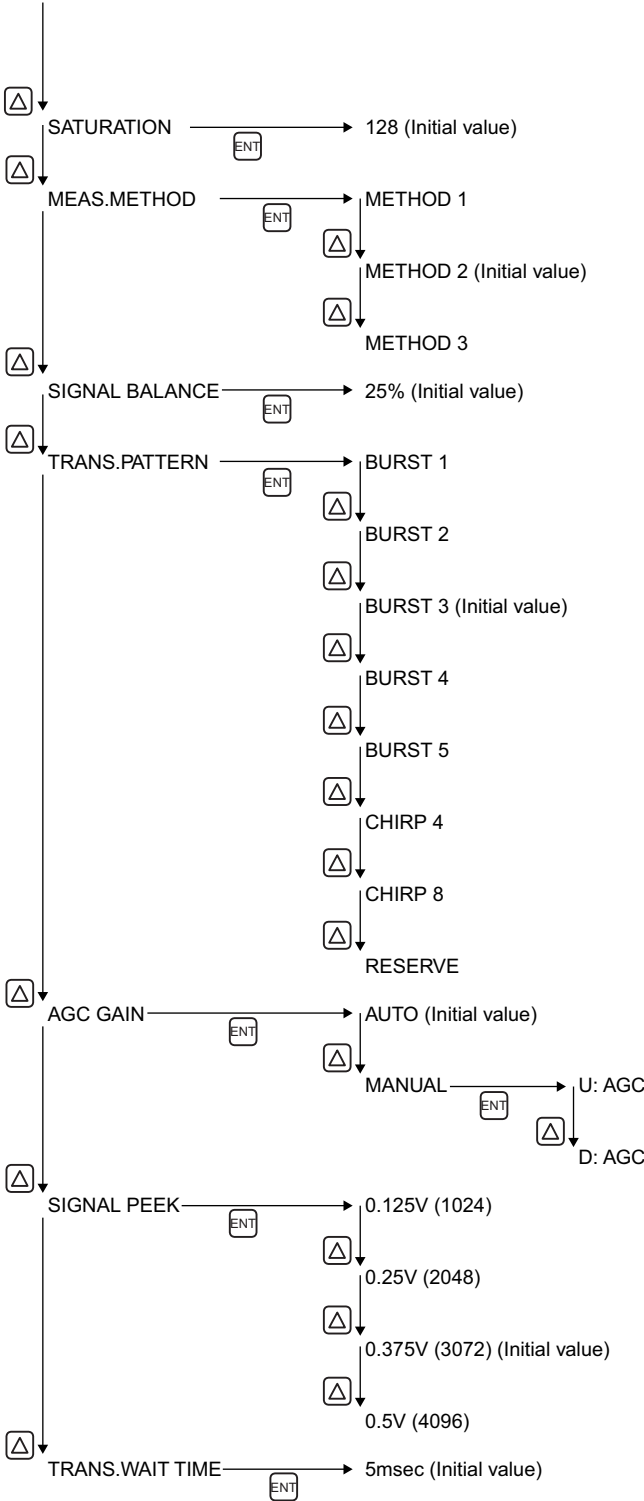 △
SATURATION ENT 128 (Initial value)
△
MEAS.METHOD ENT METHOD 1
△
METHOD 2 (Initial value)
△
METHOD 3
△
SIGNAL BALANCE ENT 25% (Initial value)
△
TRANS.PATTERN ENT BURST 1
△
BURST 2
△
BURST 3 (Initial value)
△
BURST 4
△
BURST 5
△
CHIRP 4
△
CHIRP 8
△
RESERVE
△
AGC GAIN ENT AUTO (Initial value)
△
MANUAL ENT U: AGC
△
D: AGC
△
SIGNAL PEEK ENT 0.125V (1024)
△
0.25V (2048)
△
0.375V (3072) (Initial value)
△
0.5V (4096)
△
TRANS.WAIT TIME ENT 5msec (Initial value)